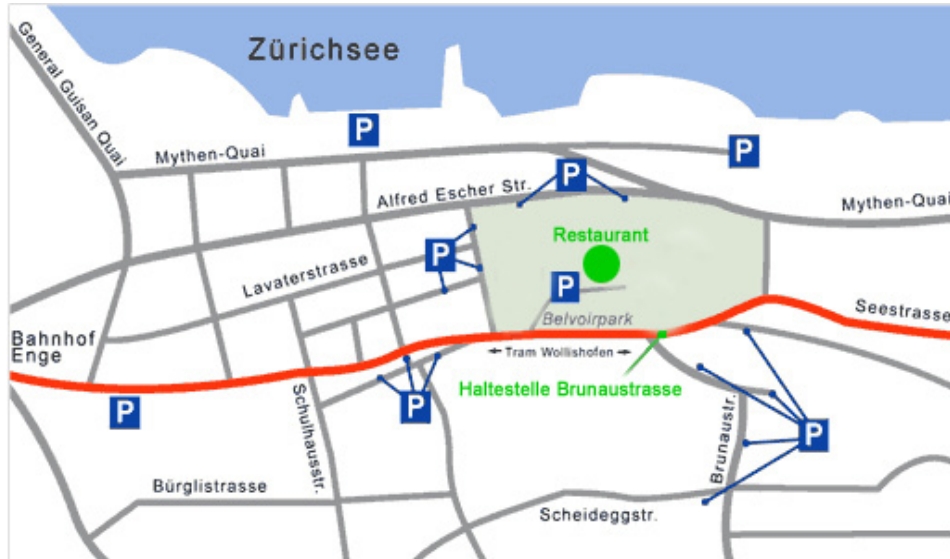 Zürichsee
General Guisan Quai
P
P
Mythen-Quai
P
Alfred Escher Str.
Mythen-Quai
Restaurant
P
Lavaterstrasse
P
Seestrasse
Belvoirpark
Bahnhof
Enge
Tram Wollishofen
Haltestelle Brunaustrasse
P
P
Schulhausstr.
Brunaustr.
P
Bürglistrasse
Scheideggstr.